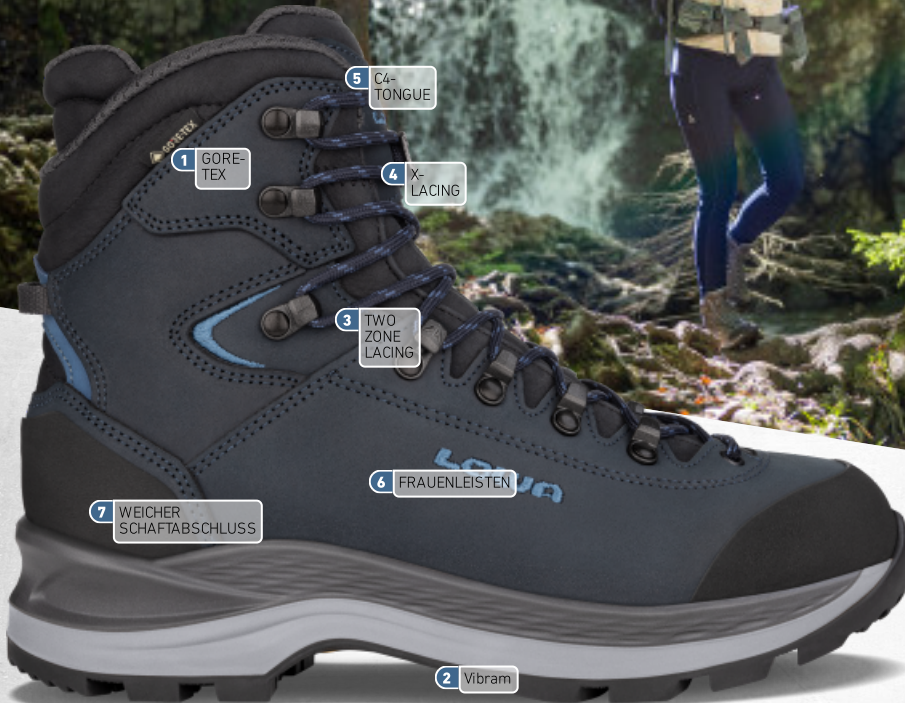 5 C4-
TONGUE
GORE-TEX
1 GORE-
TEX
4 X-
LACING
3 TWO
ZONE
LACING
LOWA
6 FRAUENLEISTEN
7 WEICHER
SCHAFTABSCHLUSS
2 Vibram